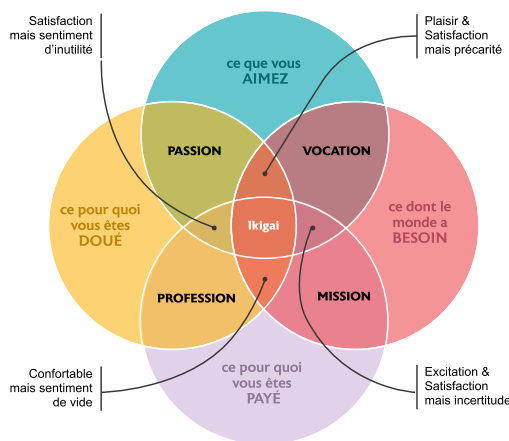 Satisfaction
mais sentiment
d'inutilité
Plaisir &
Satisfaction
mais précarité
ce que vous
AIMEZ
PASSION
VOCATION
ce pour quoi
vous êtes
DOUÉ
Ikigai
ce dont le
monde a
BESOIN
PROFESSION
MISSION
ce pour quoi
vous êtes
PAYÉ
Confortable
mais sentiment
de vide
Excitation &
Satisfaction
mais incertitude